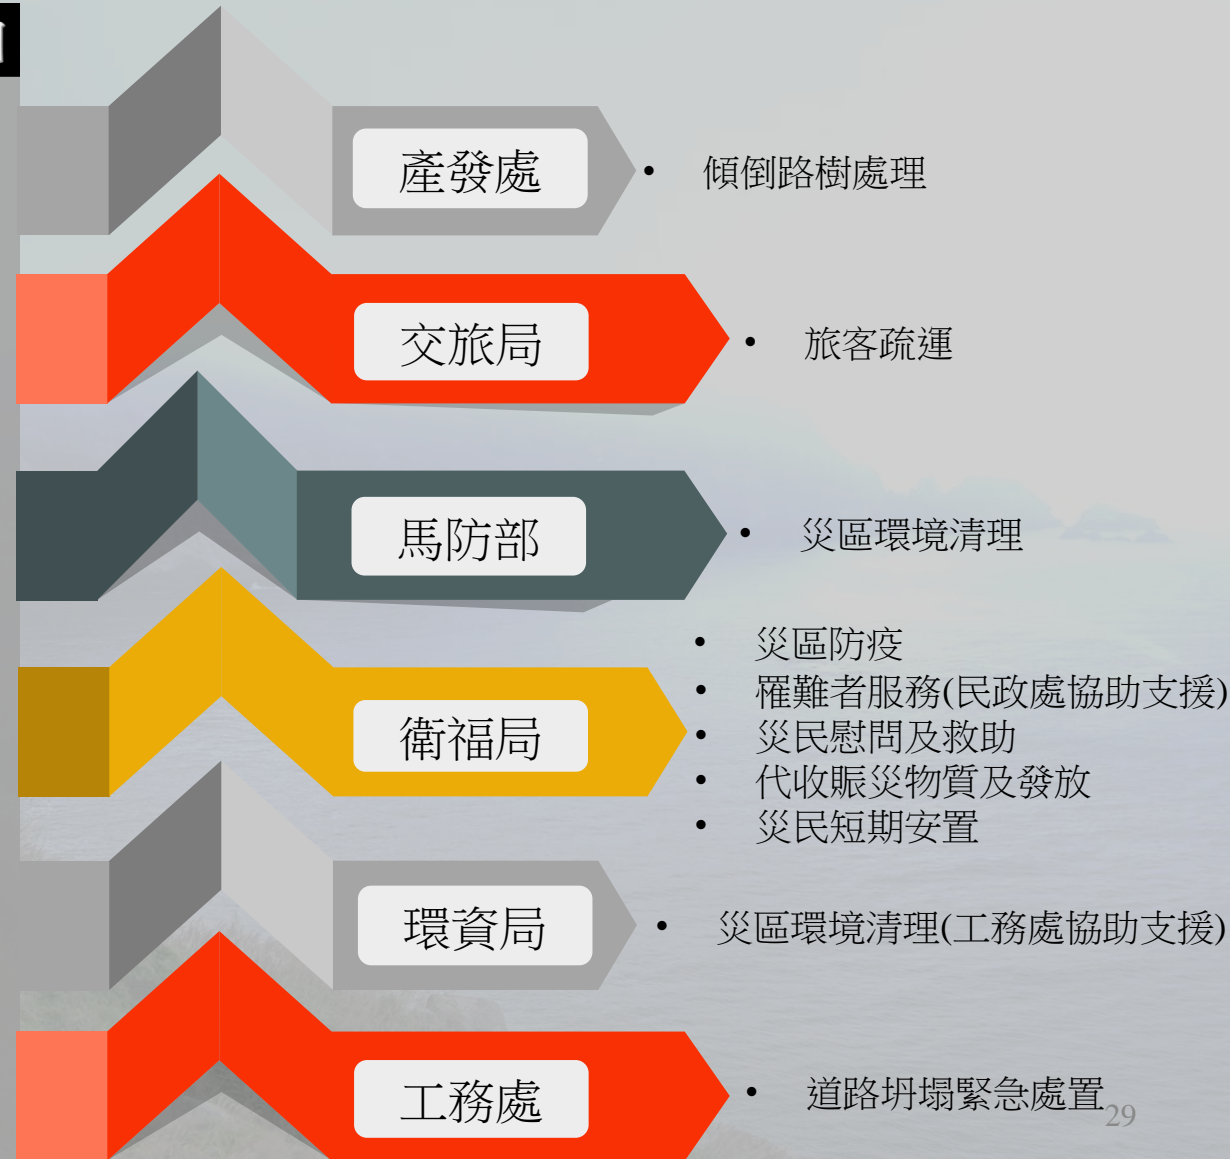 產發處
• 傾倒路樹處理
交旅局
• 旅客疏運
馬防部
• 災區環境清理
衛福局
• 災區防疫
• 罹難者服務(民政處協助支援)
• 災民慰問及救助
• 代收賑災物質及發放
• 災民短期安置
環資局
• 災區環境清理(工務處協助支援)
工務處
• 道路坍塌緊急處置
29